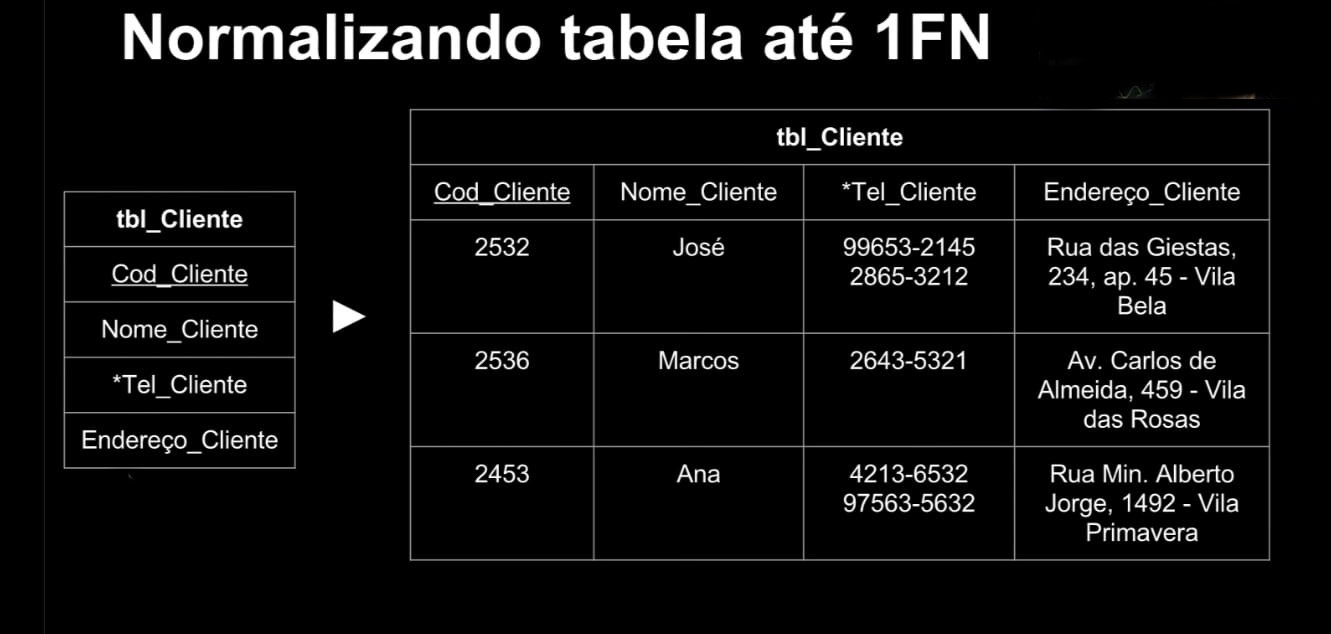 Normalizando tabela até 1FN
tbl_Cliente
Cod_Cliente
Nome_Cliente
*Tel_Cliente
Endereço_Cliente
tbl_Cliente
Cod_Cliente Nome_Cliente *Tel_Cliente Endereço_Cliente
2532 José 99653-2145 Rua das Giestas,
2865-3212 234, ap. 45 - Vila
Bela
2536 Marcos 2643-5321 Av. Carlos de
Almeida, 459 - Vila
das Rosas
2453 Ana 4213-6532 Rua Min. Alberto
97563-5632 Jorge, 1492 - Vila
Primavera